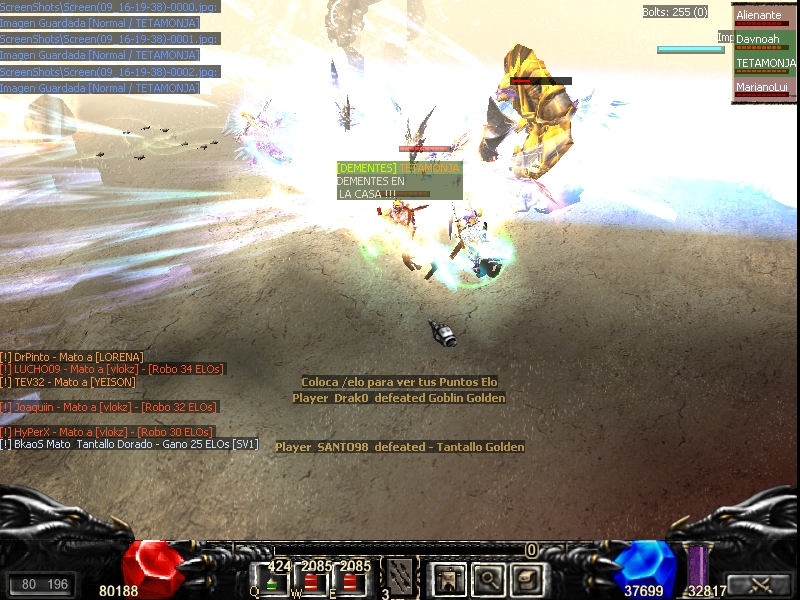 ScreenShots\Screen(09_16-19-38)-0000.jpg:
Imagen Guardada [Normal / TETAMONJA]
ScreenShots\Screen(09_16-19-38)-0001.jpg:
Imagen Guardada [Normal / TETAMONJA]
ScreenShots\Screen(09_16-19-38)-0002.jpg:
Imagen Guardada [Normal / TETAMONJA]
Bolts: 255 (0)
Alienante
Davnoah
TETAMONJA
MarianoLui
[DEMENTES] TETAMONJA
DEMENTES EN
LA CASA !!!
[!] DrPinto - Mato a [LORENA]
[!] LUCHO09 - Mato a [vlokz] - [Robo 34 ELOs]
[!] TEV32 - Mato a [YEISON]
[!] Joaquiin - Mato a [vlokz] - [Robo 32 ELOs]
[!] HyPerX - Mato a [vlokz] - [Robo 30 ELOs]
[!] BkaoS Mato Tantallo Dorado - Gano 25 ELOs [SV1]
Coloca /elo para ver tus Puntos Elo
Player Drak0 defeated Goblin Golden
Player SANTO98 defeated - Tantallo Golden
0
424 2085 2085
Q W E 3
80 196
80188
37699
32817